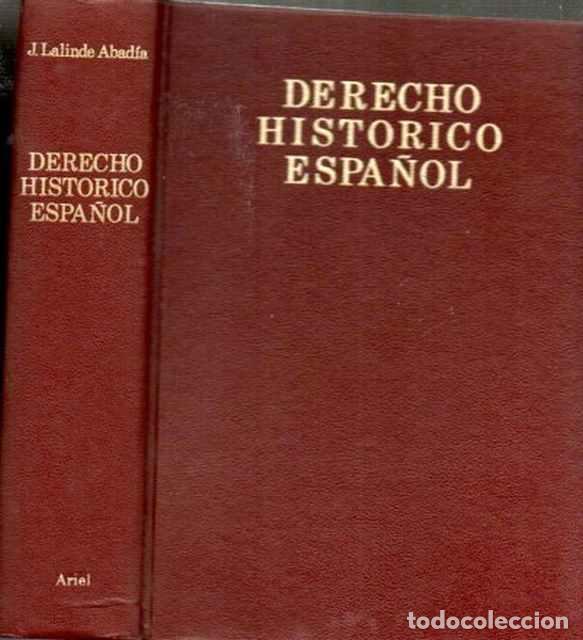 J. Lalinde Abadía
DERECHO
HISTORICO
ESPAÑOL
Ariel
DERECHO
HISTORICO
ESPAÑOL
todocoleccion